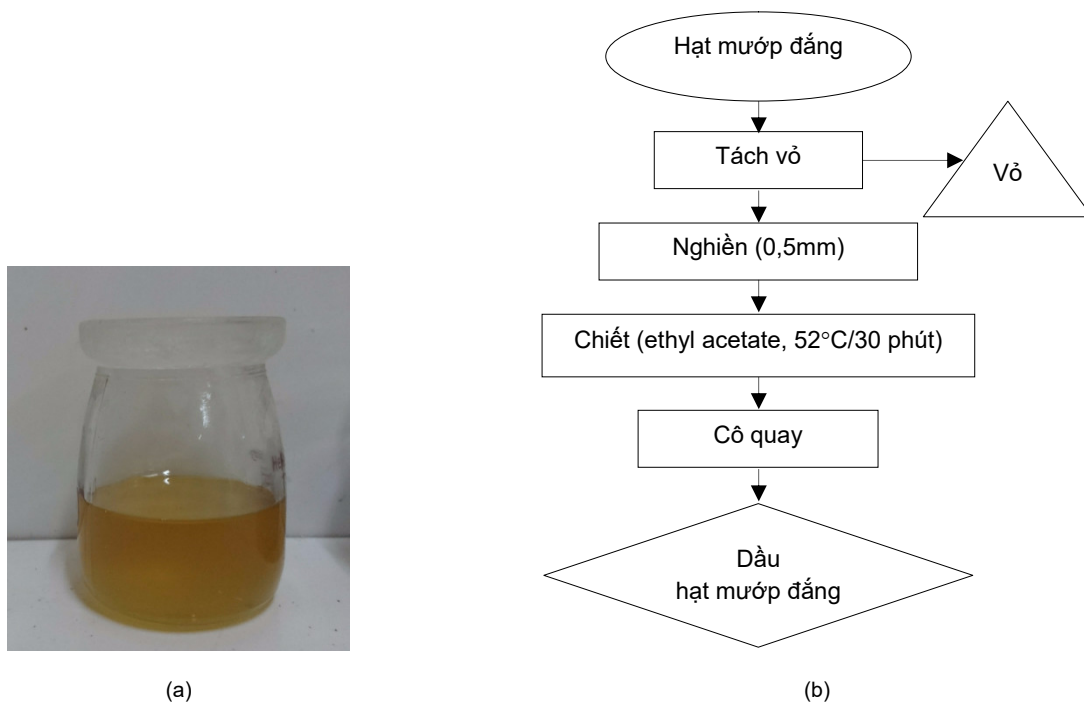 Hạt mướp đắng
Tách vỏ
Vỏ
Nghiền (0,5mm)
Chiết (ethyl acetate, 52°C/30 phút)
Cô quay
Dầu
hạt mướp đắng
(a)
(b)